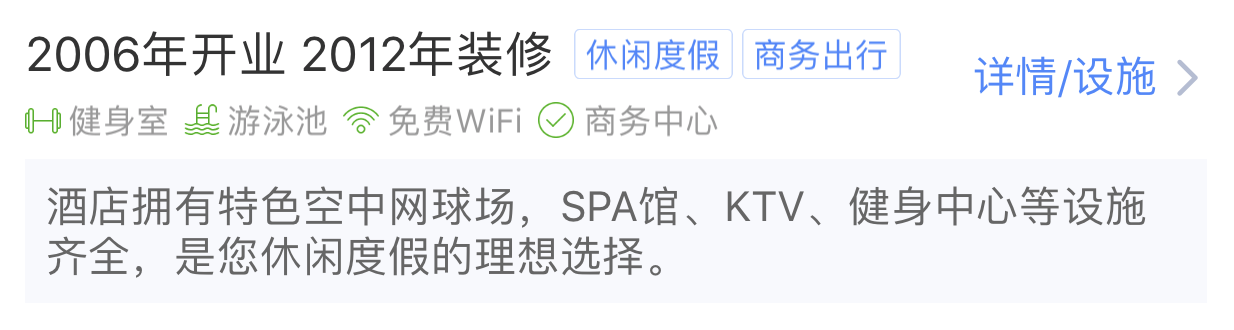 2006年开业 2012年装修 休闲度假 商务出行
详情/设施
健身室 游泳池 免费WiFi 商务中心
酒店拥有特色空中网球场，SPA馆、KTV、健身中心等设施
齐全，是您休闲度假的理想选择。